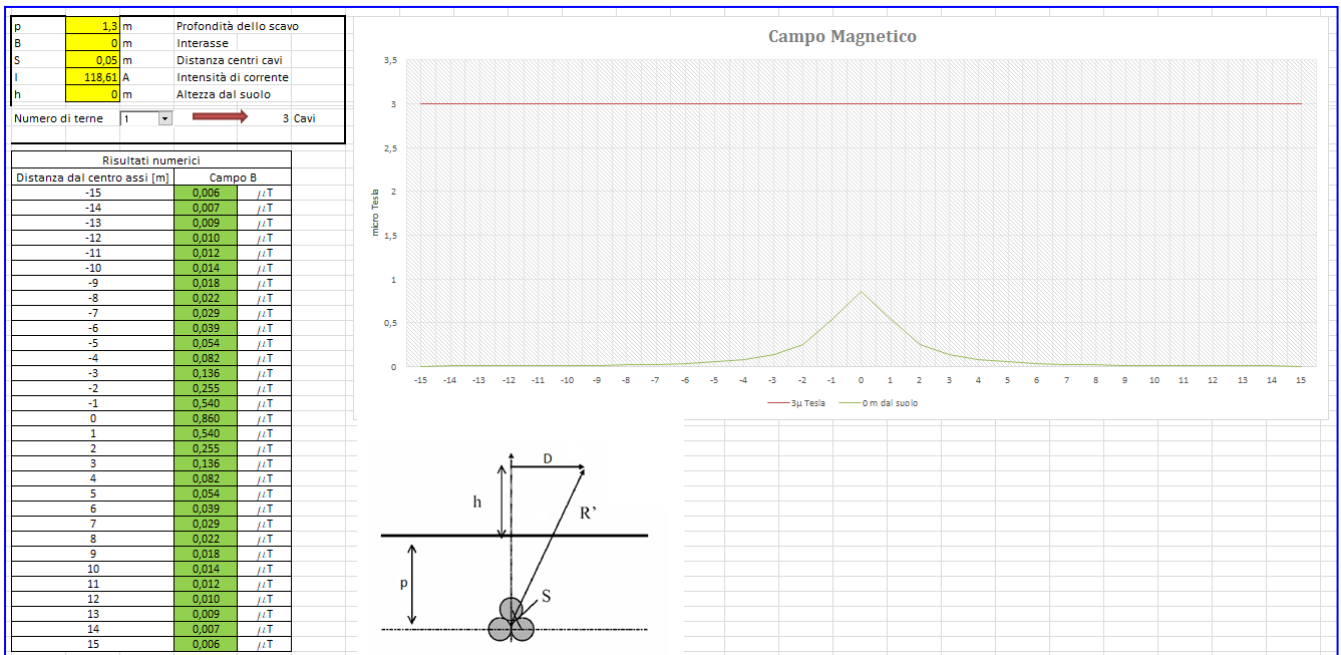 p 1,3 m Profondità dello scavo
B 0 m Interasse
S 0,05 m Distanza centri cavi
I 118,61 A Intensità di corrente
h 0 m Altezza dal suolo
Numero di terne 1 3 Cavi
Risultati numerici
Distanza dal centro assi [m] Campo B
-15 0,006 µT
-14 0,007 µT
-13 0,009 µT
-12 0,010 µT
-11 0,012 µT
-10 0,014 µT
-9 0,018 µT
-8 0,022 µT
-7 0,029 µT
-6 0,039 µT
-5 0,054 µT
-4 0,082 µT
-3 0,136 µT
-2 0,255 µT
-1 0,540 µT
0 0,860 µT
1 0,540 µT
2 0,255 µT
3 0,136 µT
4 0,082 µT
5 0,054 µT
6 0,039 µT
7 0,029 µT
8 0,022 µT
9 0,018 µT
10 0,014 µT
11 0,012 µT
12 0,010 µT
13 0,009 µT
14 0,007 µT
15 0,006 µT
Campo Magnetico
3,5
3
2,5
2
1,5
1
0,5
0
micro Tesla
-15 -14 -13 -12 -11 -10 -9 -8 -7 -6 -5 -4 -3 -2 -1 0 1 2 3 4 5 6 7 8 9 10 11 12 13 14 15
3µ Tesla 0 m dal suolo
D
h
R’
p
S